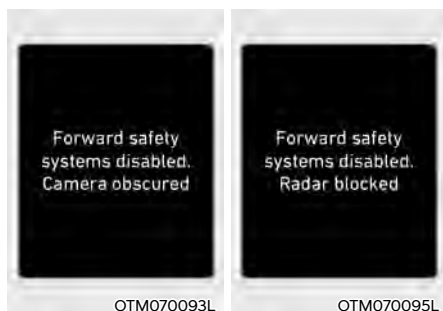 Forward safety
systems disabled.
Camera obscured
OTM070093L
Forward safety
systems disabled.
Radar blocked
OTM070095L